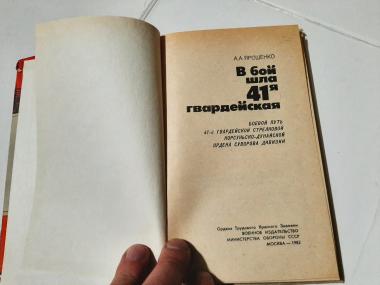 А.А.ЯРОШЕНКО
В бой
шла
41я
гвардейская
БОЕВОЙ ПУТЬ
41-й ГВАРДЕЙСКОЙ СТРЕЛКОВОЙ
КОРСУНЬСКО-ДУНАЙСКОЙ
ОРДЕНА СУВОРОВА ДИВИЗИИ
Ордена Трудового Красного Знамени
ВОЕННОЕ ИЗДАТЕЛЬСТВО
МИНИСТЕРСТВА ОБОРОНЫ СССР
МОСКВА — 1982